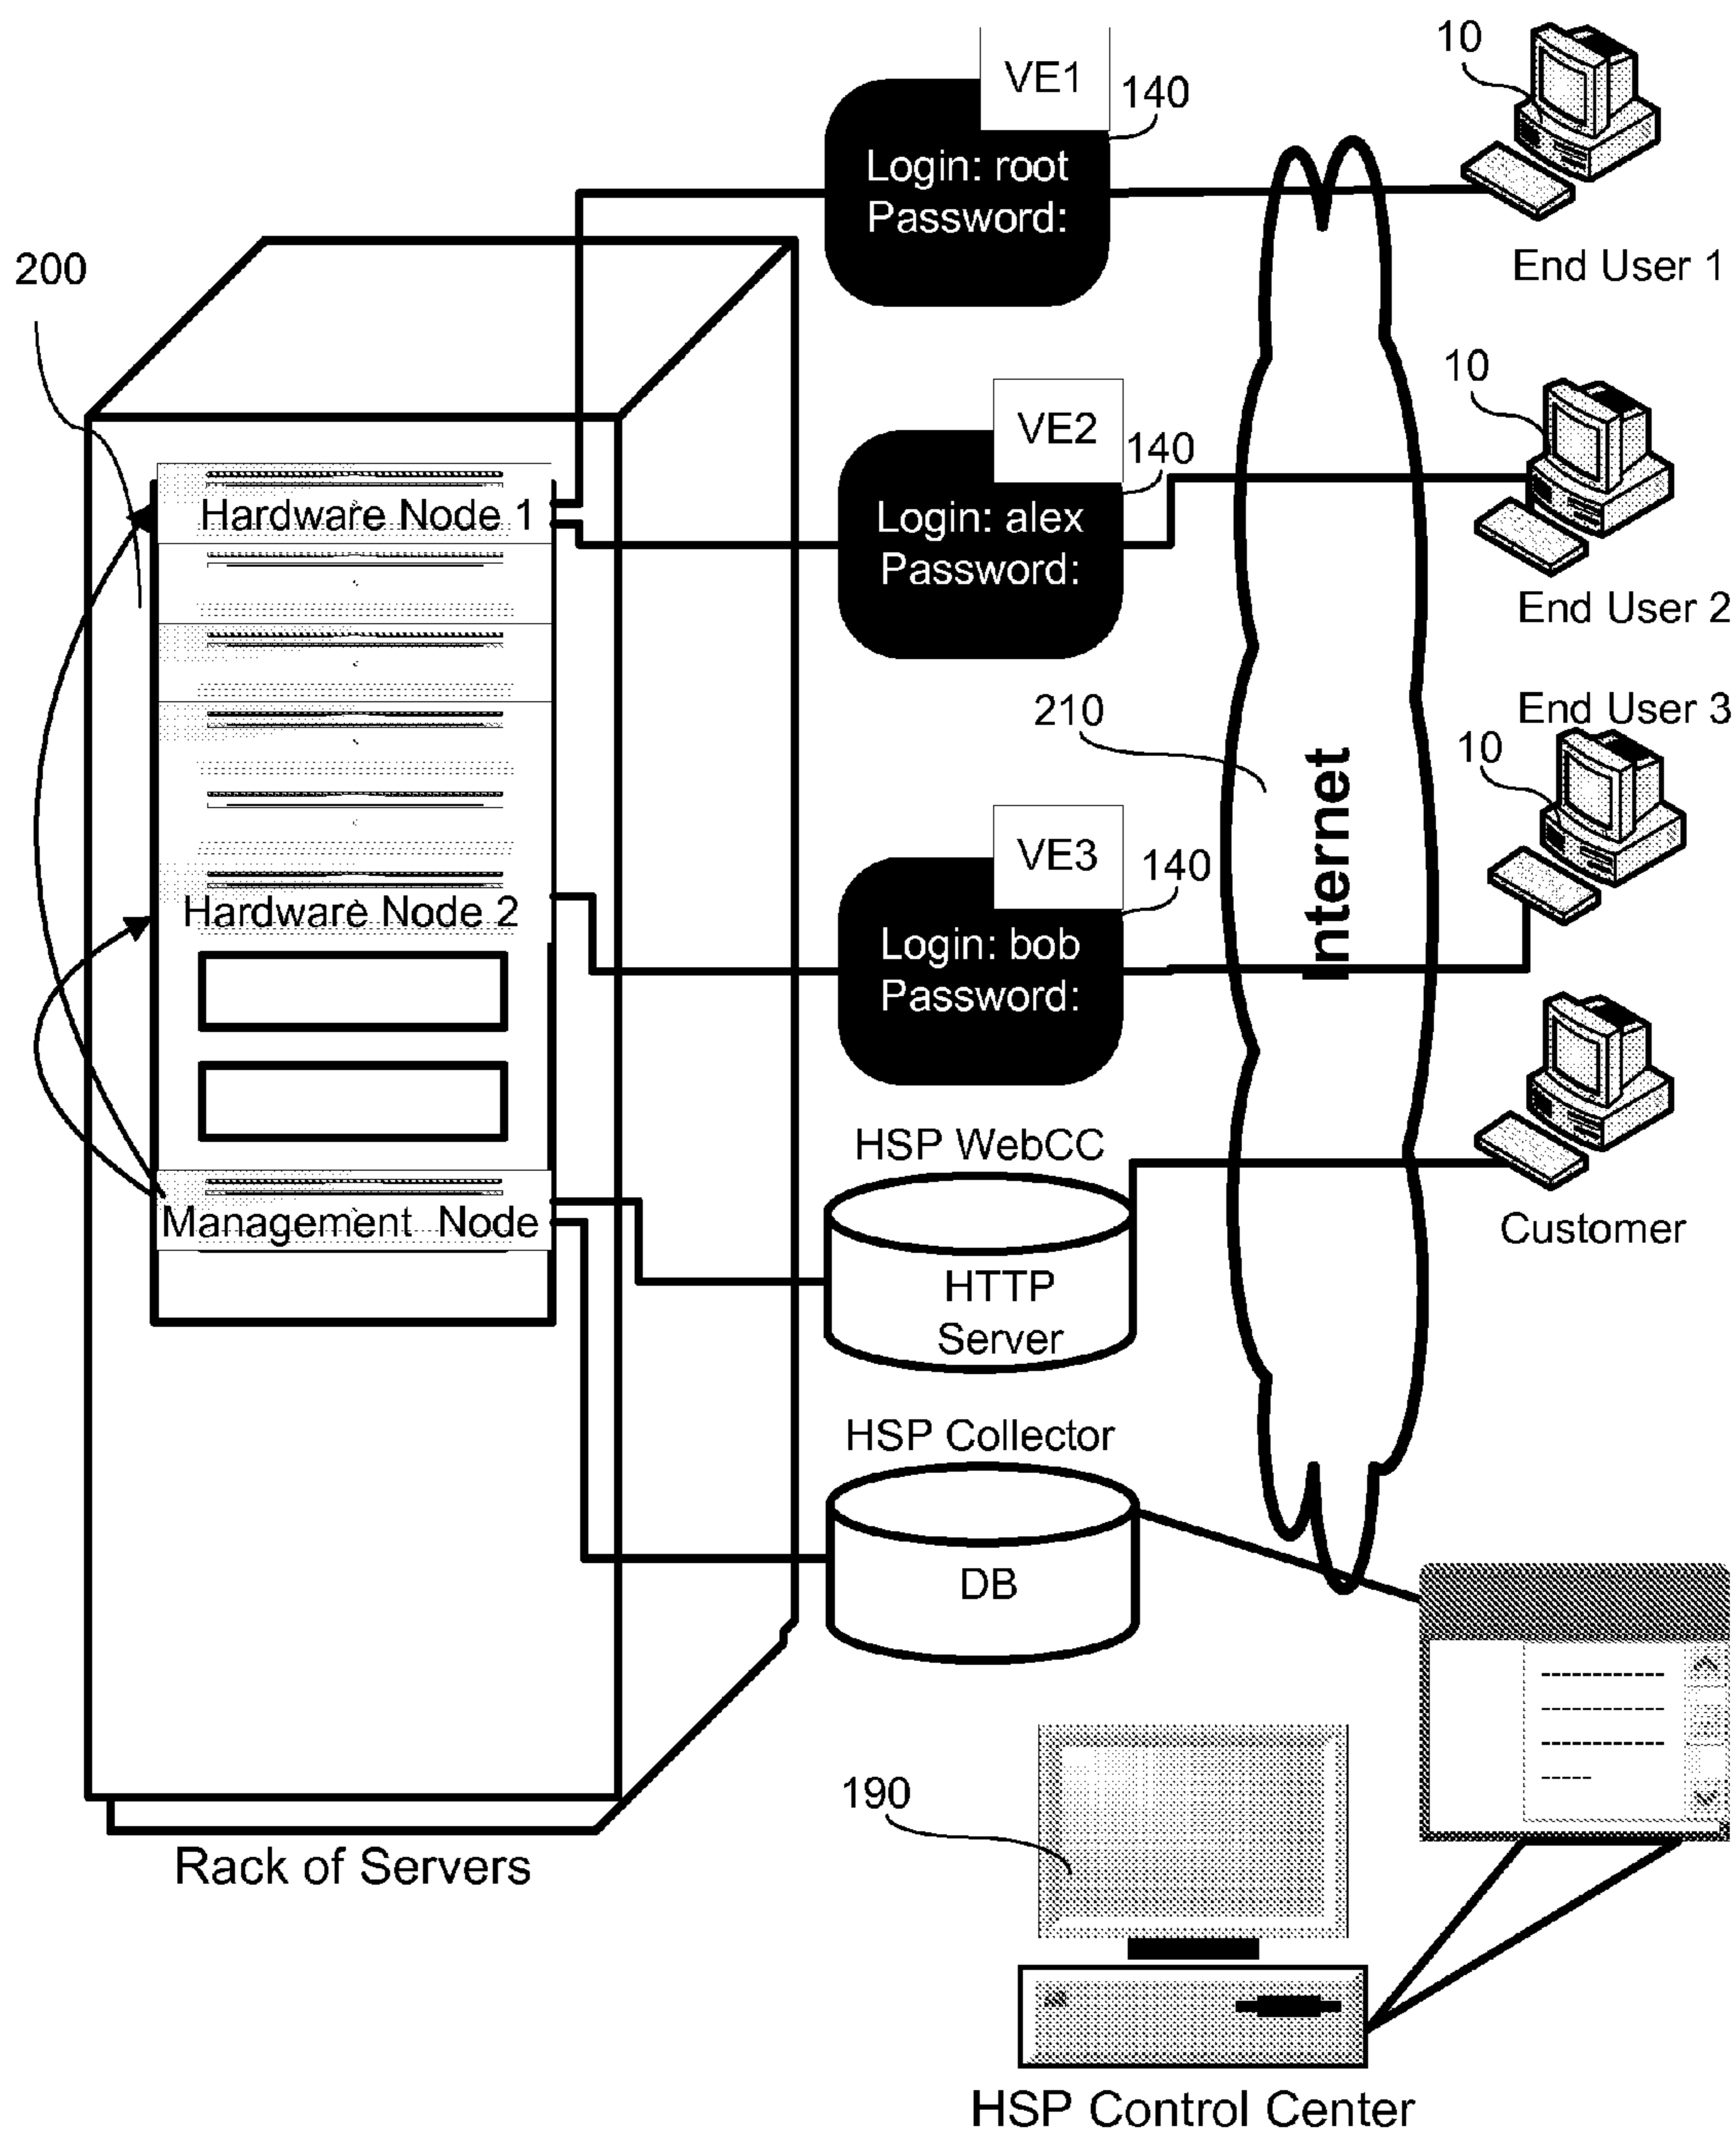 VE1
140
Login: root
Password:
10
End User 1
200
VE2
140
Login: alex
Password:
10
End User 2
Hardware Node 1
210
Internet
End User 3
10
VE3
140
Login: bob
Password:
Hardware Node 2
HSP WebCC
HTTP
Server
Customer
Management Node
HSP Collector
DB
190
Rack of Servers
HSP Control Center